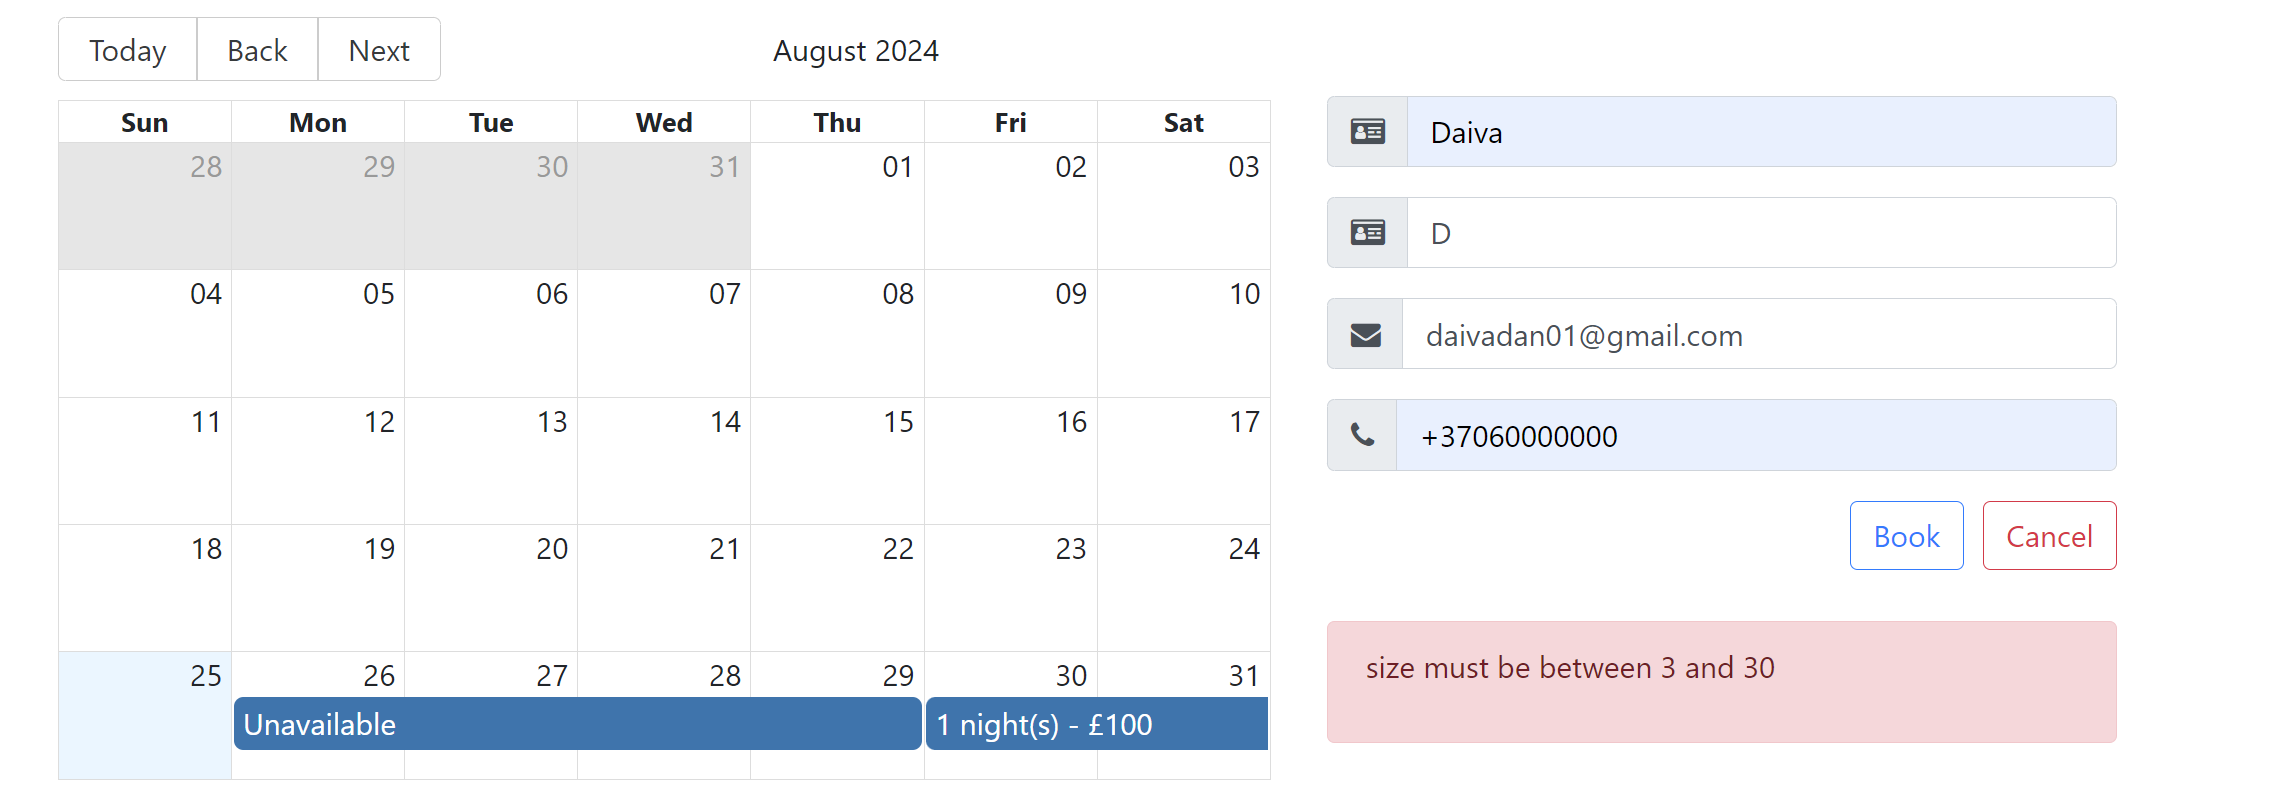 Today Back Next August 2024
Sun Mon Tue Wed Thu Fri Sat
28 29 30 31 01 02 03
04 05 06 07 08 09 10
11 12 13 14 15 16 17
18 19 20 21 22 23 24
25 26 27 28 29 30 31
Unavailable 1 night(s) - £100
Daiva
D
daivadan01@gmail.com
+37060000000
Book Cancel
size must be between 3 and 30